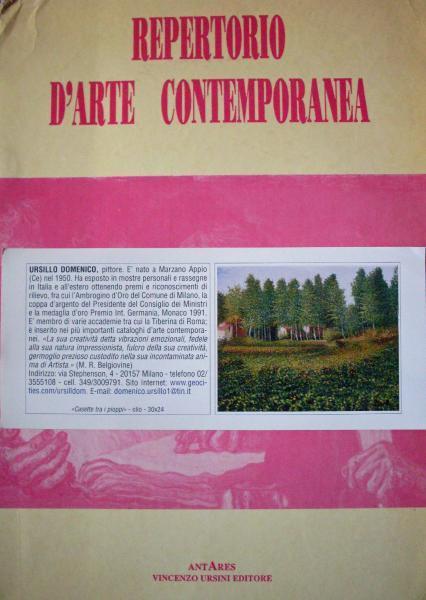 REPERTORIO
D'ARTE CONTEMPORANEA
URSILLO DOMENICO, pittore. E' nato a Marzano Appio
(Ce) nel 1950. Ha esposto in mostre personali e rassegne
in Italia e all'estero ottenendo premi e riconoscimenti di
rilievo, fra cui l'Ambrogino d'Oro del Comune di Milano, la
coppa d'argento del Presidente del Consiglio dei Ministri
e la medaglia d'oro Premio Int. Germania, Monaco 1991.
E' membro di varie accademie fra cui la Tiberina di Roma;
è inserito nei più importanti cataloghi d'arte contempora-
nei. «La sua creatività detta vibrazioni emozionali, fedele
alla sua natura impressionista, fulcro della sua creatività,
germoglio prezioso custodito nella sua incontaminata ani-
ma di Artista.» (M. R. Belgiovine)
Indirizzo: via Stephenson, 4 - 20157 Milano - telefono 02/
3555108 - cell. 349/3009791. Sito Internet: www.geoci-
ties.com/ursilldom. E-mail: domenico.ursillo1@tin.it
«Casette tra i pioppi» - olio - 30x24
ANTARES
VINCENZO URSINI EDITORE